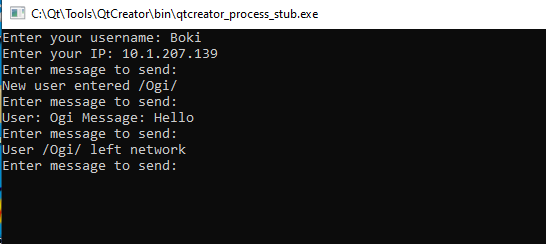 C:\Qt\Tools\QtCreator\bin\qtcreator_process_stub.exe
Enter your username: Boki
Enter your IP: 10.1.207.139
Enter message to send:
New user entered /Ogi/
Enter message to send:
User: Ogi Message: Hello
Enter message to send:
User /Ogi/ left network
Enter message to send: